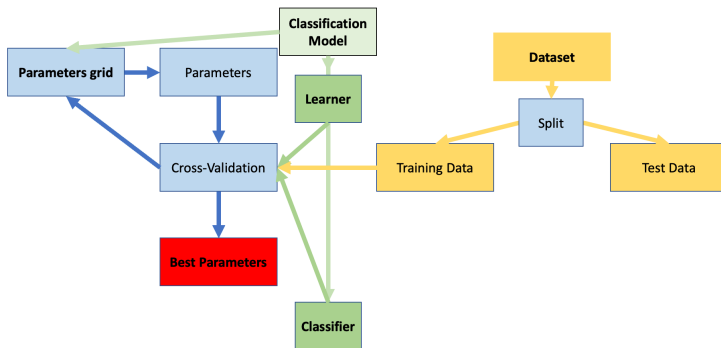 Classification
Model
Parameters grid
Parameters
Dataset
Learner
Split
Cross-Validation
Training Data
Test Data
Best Parameters
Classifier